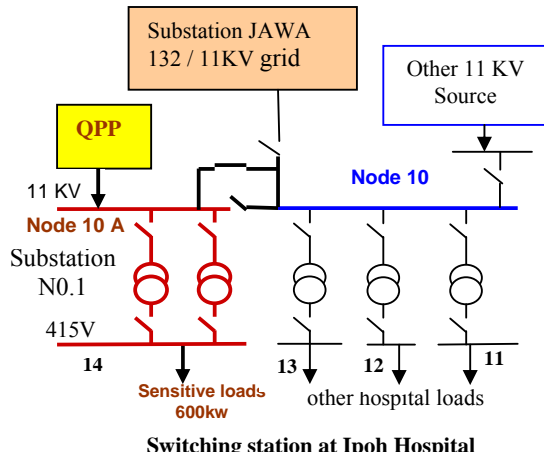 Substation JAWA
132 / 11KV grid
Other 11 KV
Source
QPP
11 KV
Node 10
Node 10 A
Substation
N0.1
415V
14
13
12
11
Sensitive loads
600kw
other hospital loads
Switching station at Ipoh Hospital